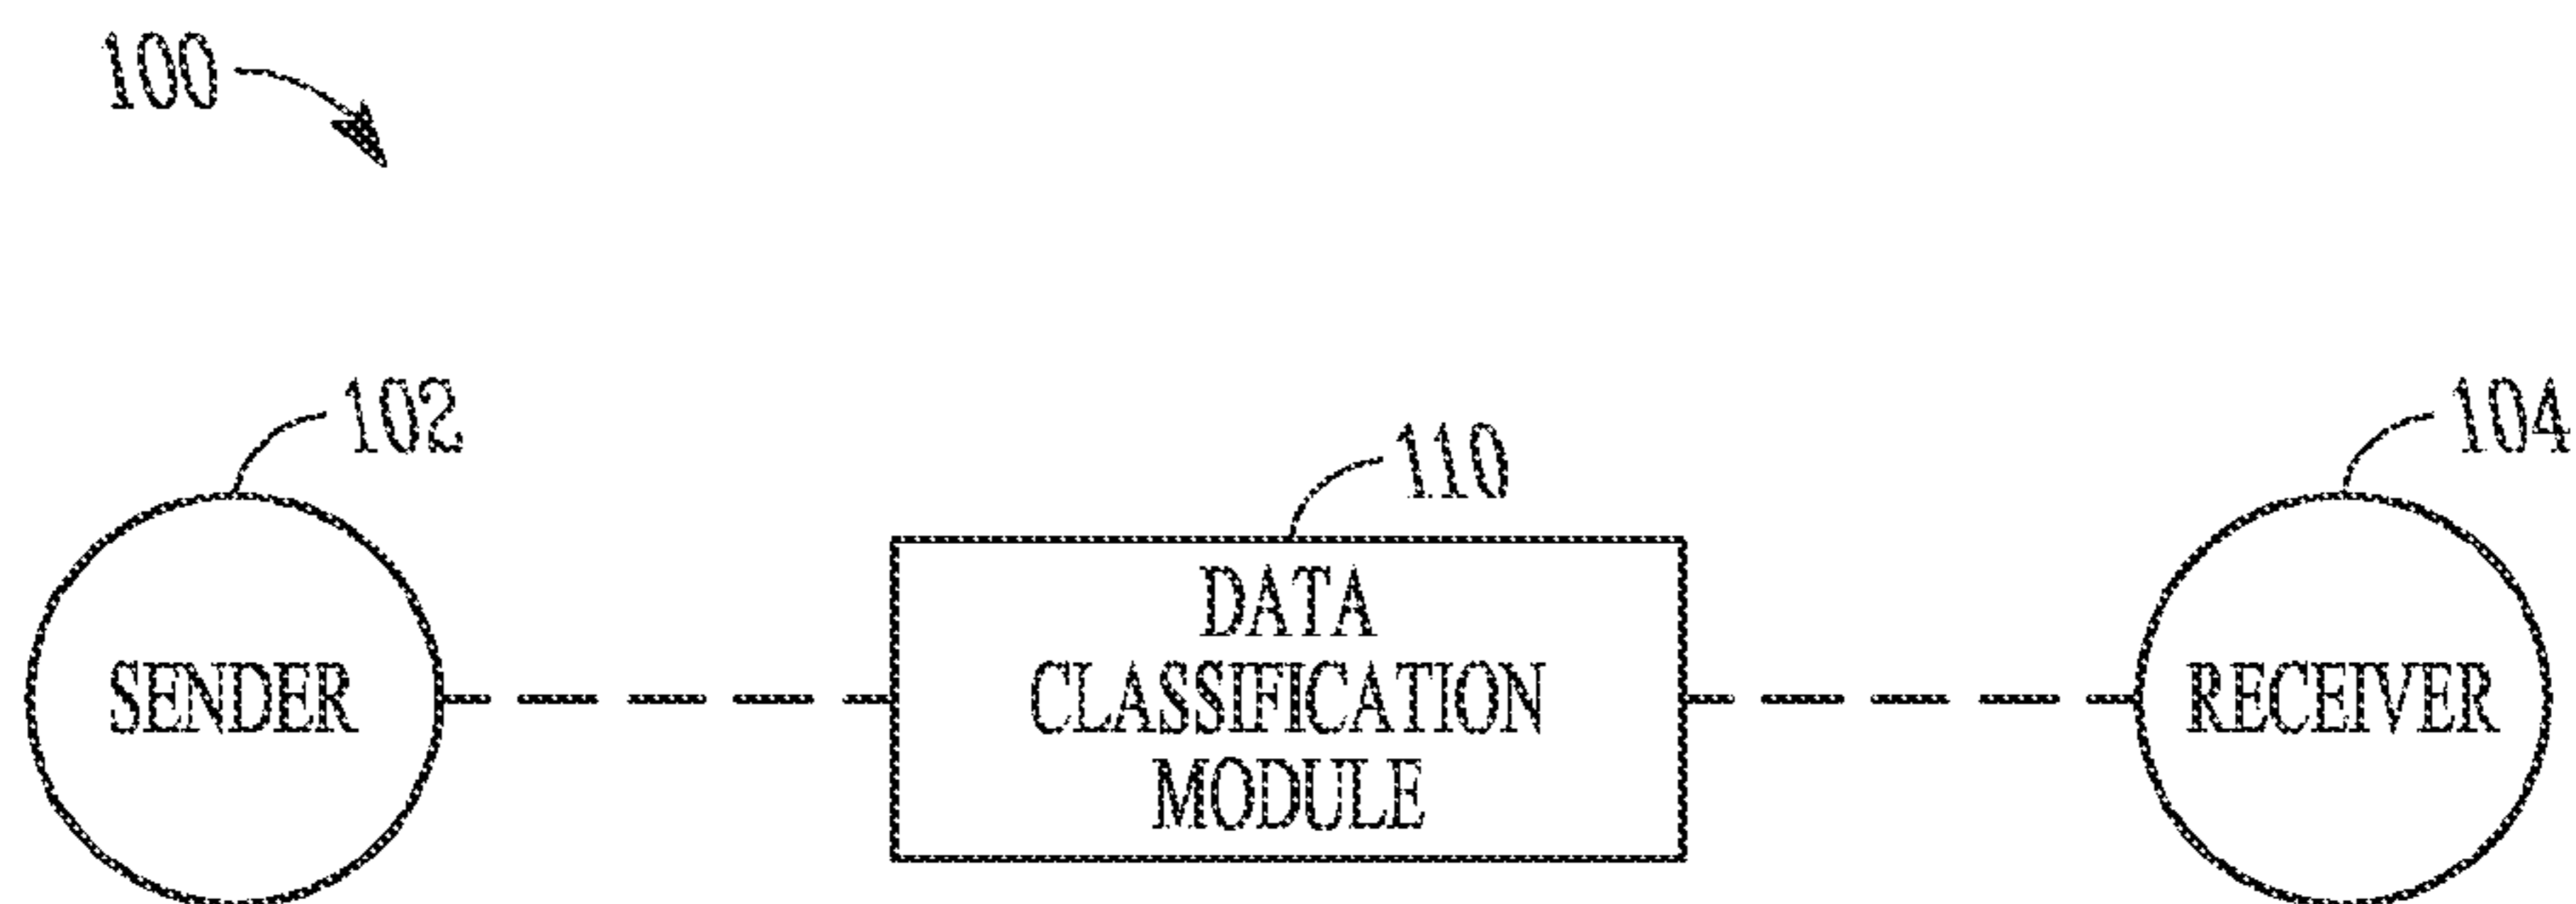 100
102
110
104
SENDER
DATA
CLASSIFICATION
MODULE
RECEIVER